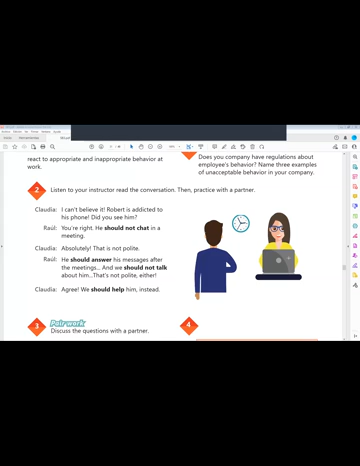 react to appropriate and inappropriate behavior at
work.
Does you company have regulations about
employee's behavior? Name three examples
of unacceptable behavior in your company.
2 Listen to your instructor read the conversation. Then, practice with a partner.
Claudia: I can't believe it! Robert is addicted to
his phone! Did you see him?
Raúl: You're right. He should not chat in a
meeting.
Claudia: Absolutely! That is not polite.
Raúl: He should answer his messages after
the meetings... And we should not talk
about him...That's not polite, either!
Claudia: Agree! We should help him, instead.
3 Pair work
Discuss the questions with a partner.
4